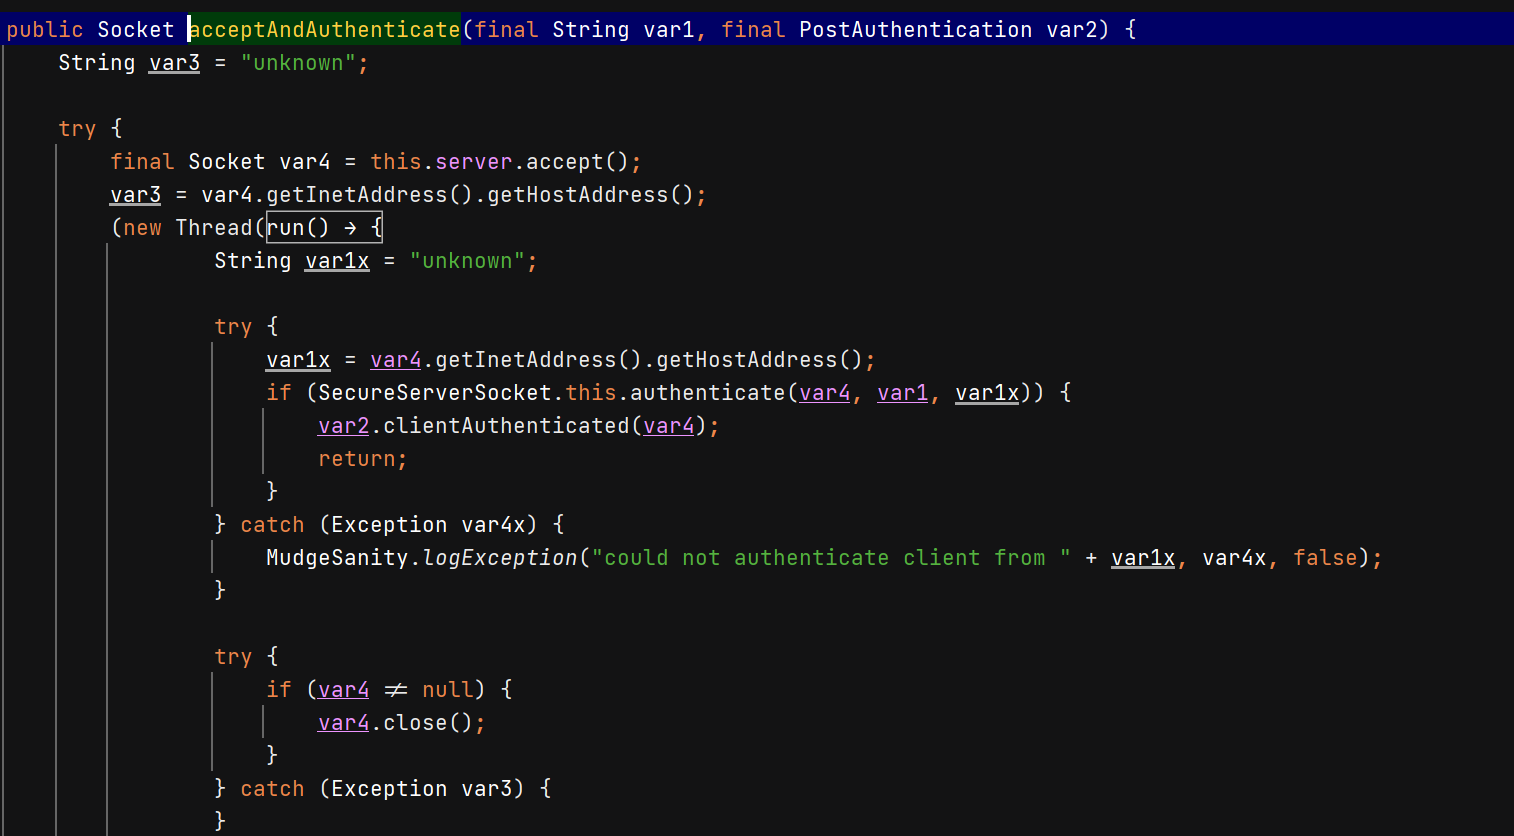 public Socket acceptAndAuthenticate(final String var1, final PostAuthentication var2) {
    String var3 = "unknown";

    try {
        final Socket var4 = this.server.accept();
        var3 = var4.getInetAddress().getHostAddress();
        (new Thread(run() → {
                String var1x = "unknown";

                try {
                    var1x = var4.getInetAddress().getHostAddress();
                    if (SecureServerSocket.this.authenticate(var4, var1, var1x)) {
                        var2.clientAuthenticated(var4);
                        return;
                    }
                } catch (Exception var4x) {
                    MudgeSanity.logException("could not authenticate client from " + var1x, var4x, false);
                }

                try {
                    if (var4 ≠ null) {
                        var4.close();
                    }
                } catch (Exception var3) {
                }